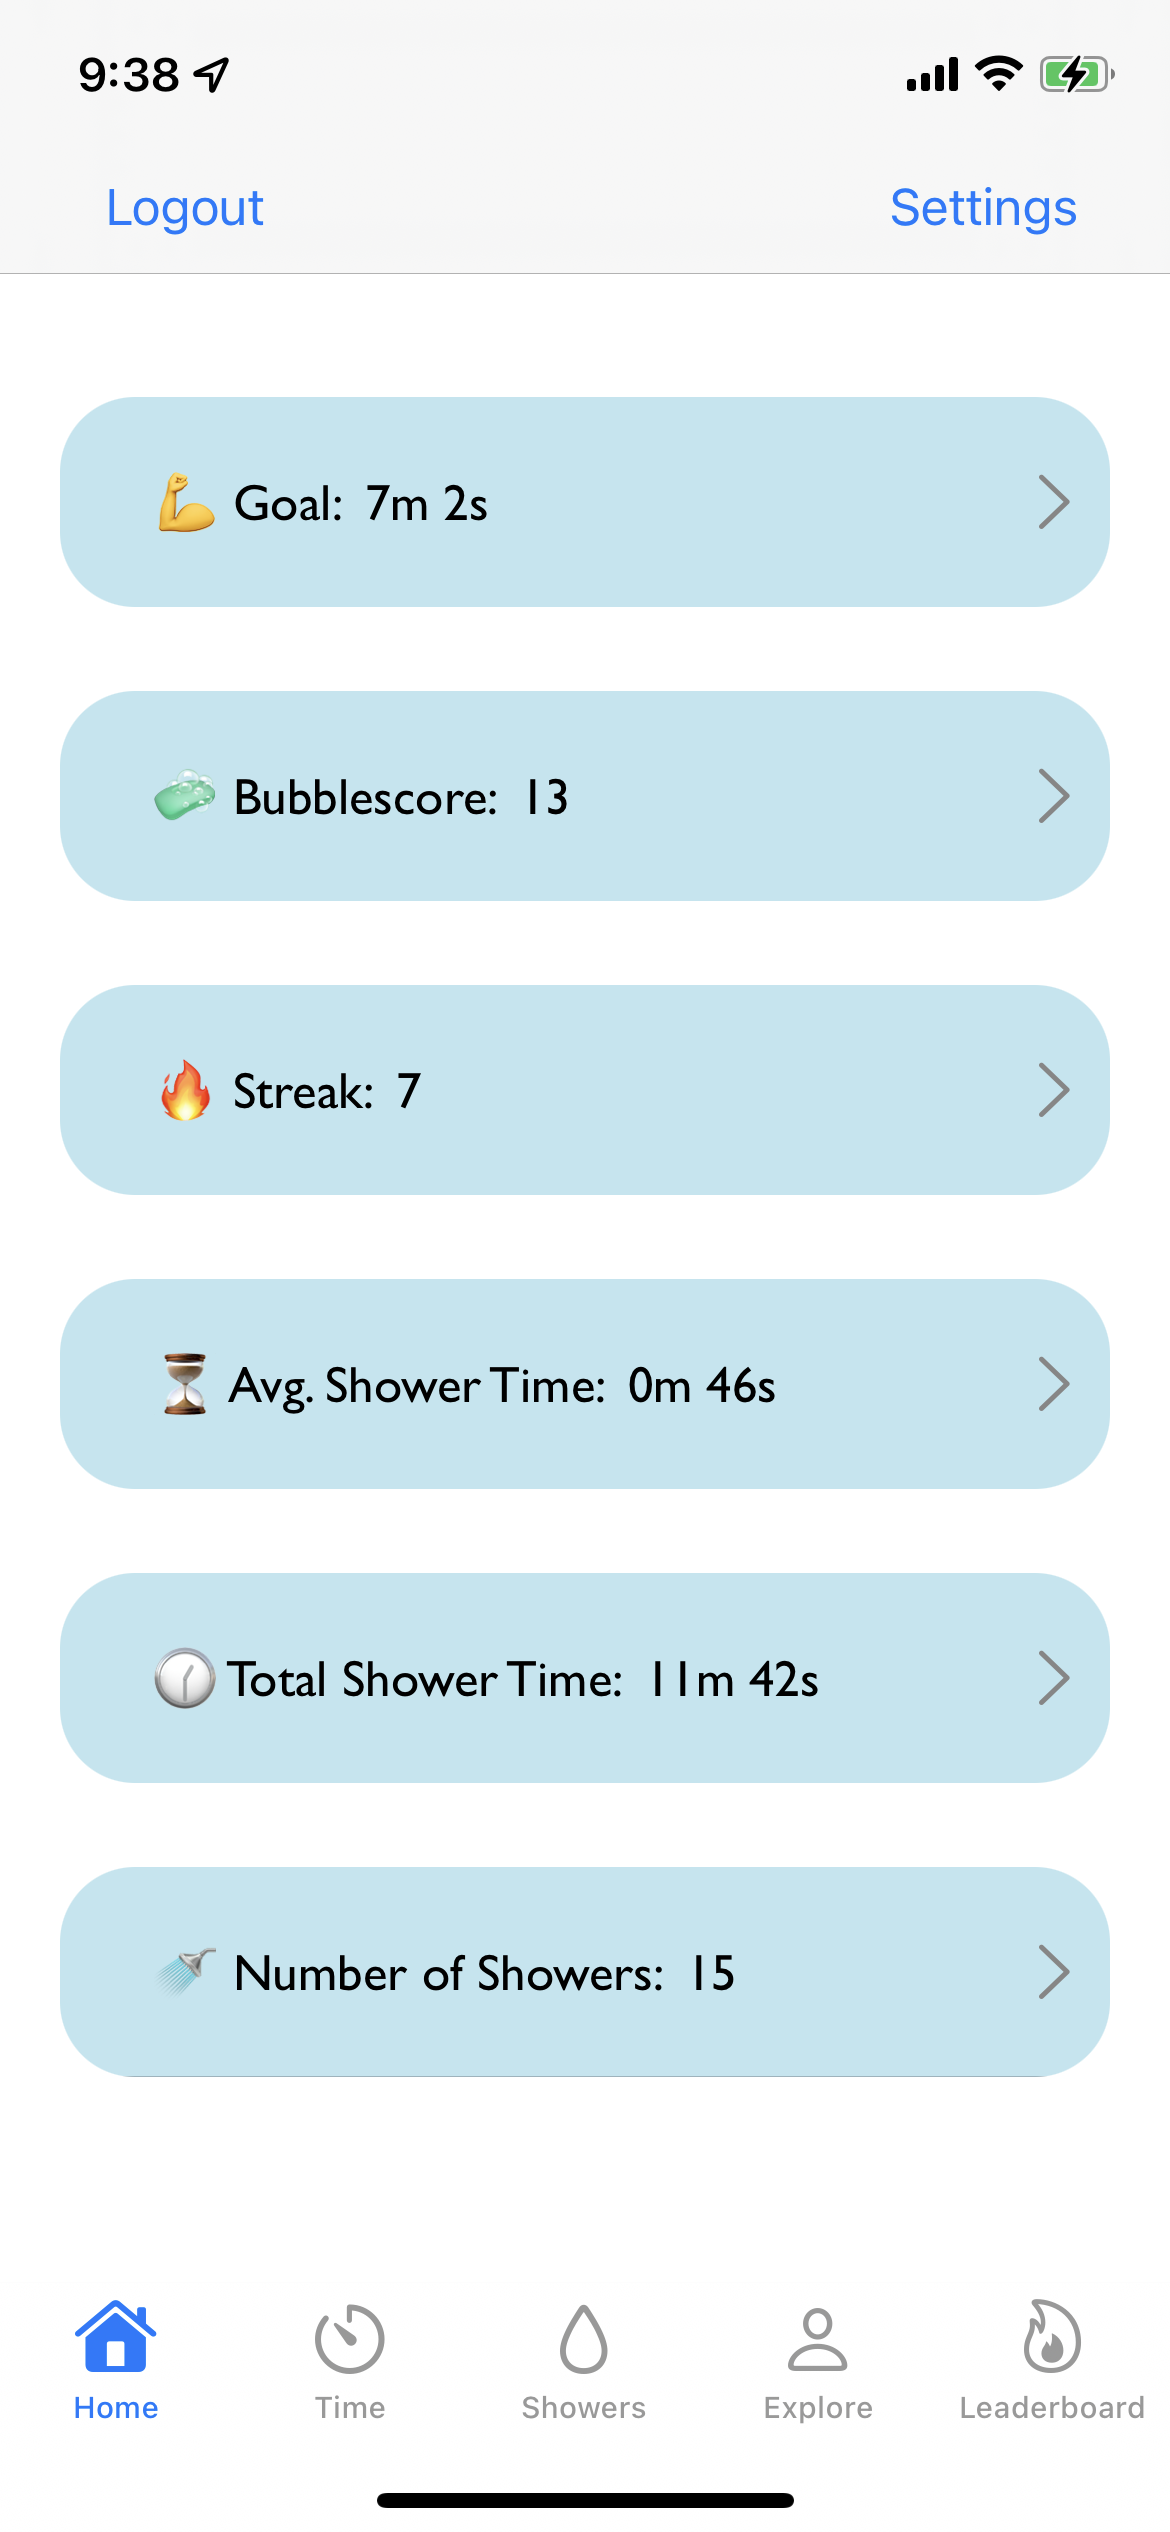 9:38
Logout Settings
Goal: 7m 2s
Bubblescore: 13
Streak: 7
Avg. Shower Time: 0m 46s
Total Shower Time: 11m 42s
Number of Showers: 15
Home Time Showers Explore Leaderboard